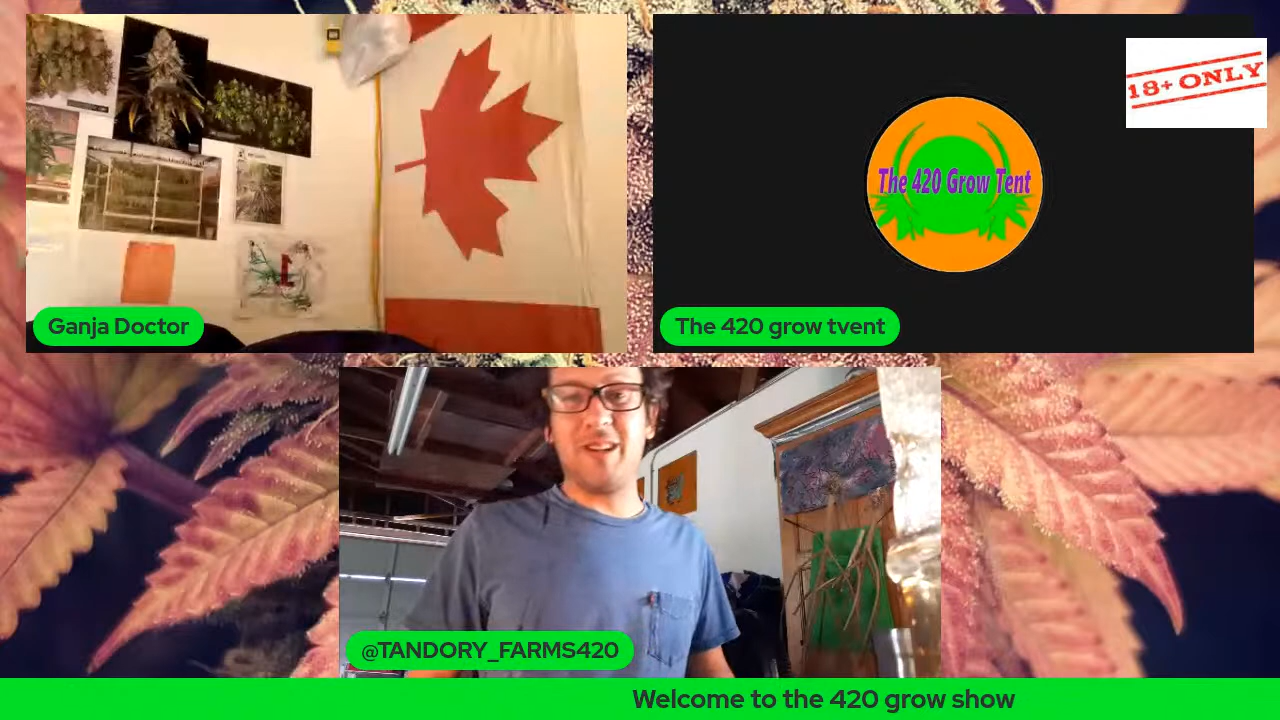 18+ ONLY
The 420 Grow Tent
Ganja Doctor
The 420 grow tvent
@TANDORY_FARMS420
Welcome to the 420 grow show